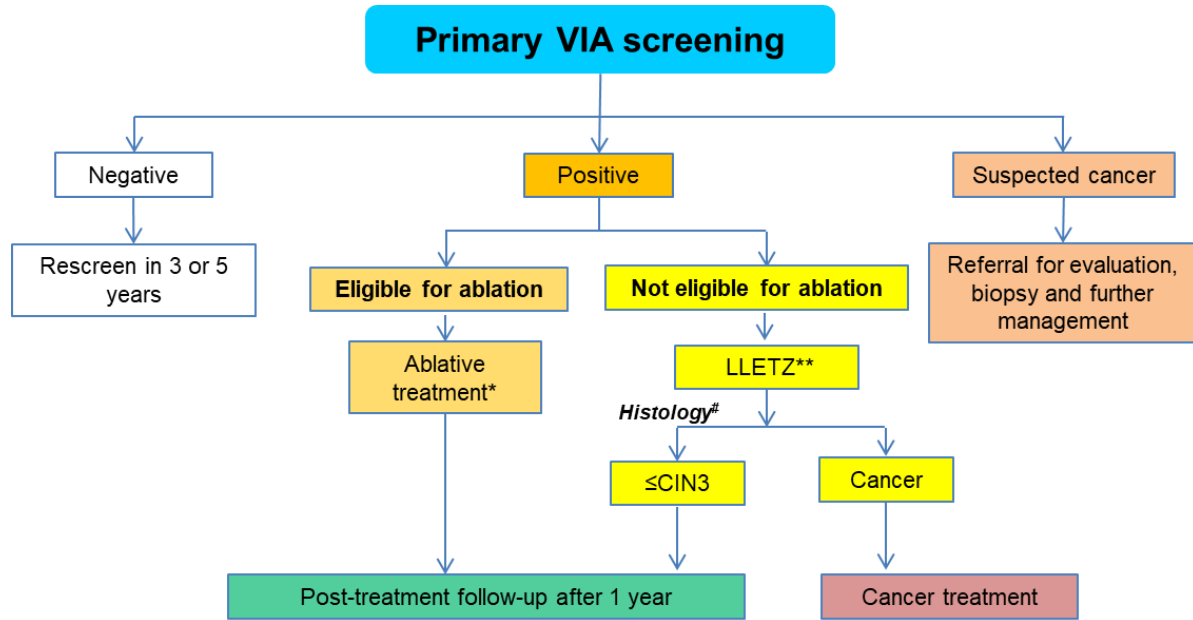 Primary VIA screening
Negative
Positive
Suspected cancer
Rescreen in 3 or 5
years
Eligible for ablation
Not eligible for ablation
Referral for evaluation,
biopsy and further
management
Ablative
treatment*
LLETZ**
Histology#
≤CIN3
Cancer
Post-treatment follow-up after 1 year
Cancer treatment